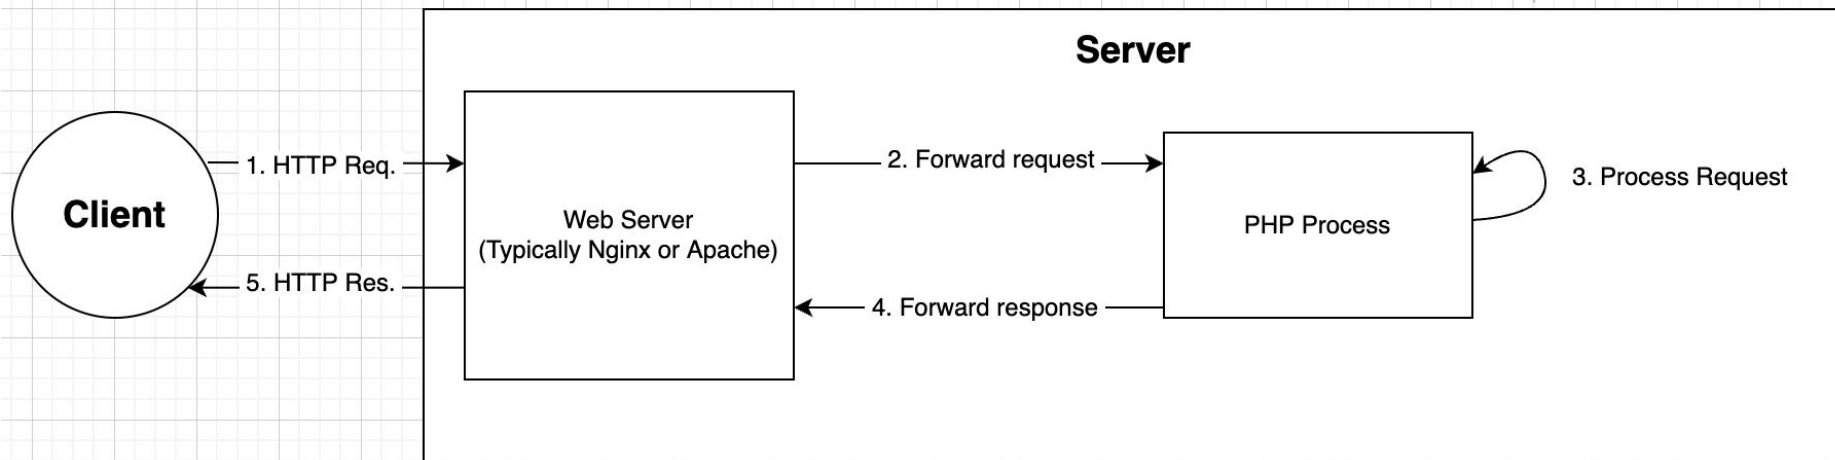 Server
Client
1. HTTP Req.
Web Server
(Typically Nginx or Apache)
2. Forward request
PHP Process
3. Process Request
4. Forward response
5. HTTP Res.